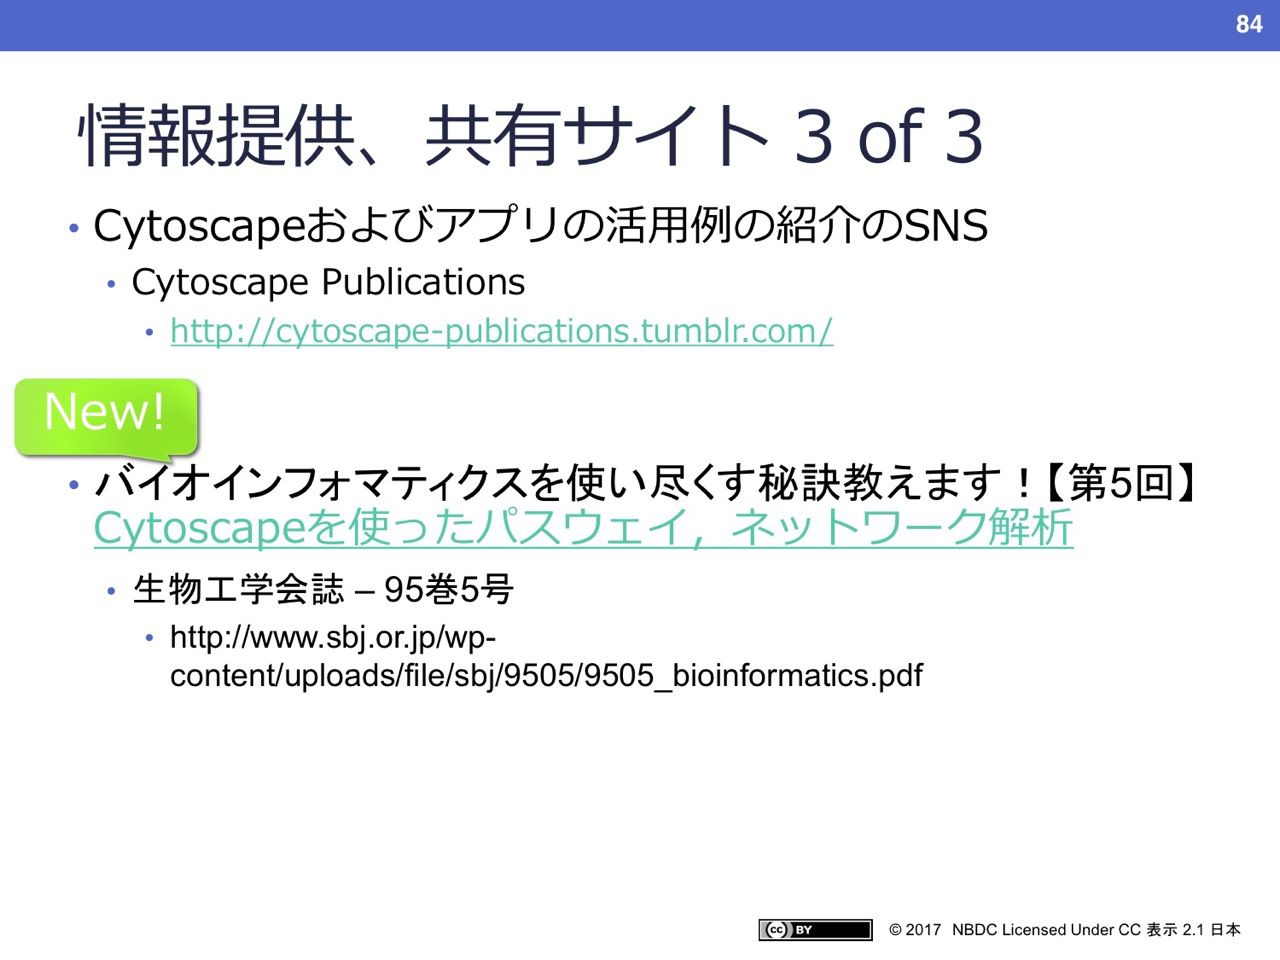 84
情報提供、共有サイト 3 of 3
• Cytoscapeおよびアプリの活用例の紹介のSNS
• Cytoscape Publications
• http://cytoscape-publications.tumblr.com/
New!
• バイオインフォマティクスを使い尽くす秘訣教えます！【第5回】
Cytoscapeを使ったパスウェイ，ネットワーク解析
• 生物工学会誌 – 95巻5号
• http://www.sbj.or.jp/wp-
content/uploads/file/sbj/9505/9505_bioinformatics.pdf
cc BY
© 2017 NBDC Licensed Under CC 表示 2.1 日本